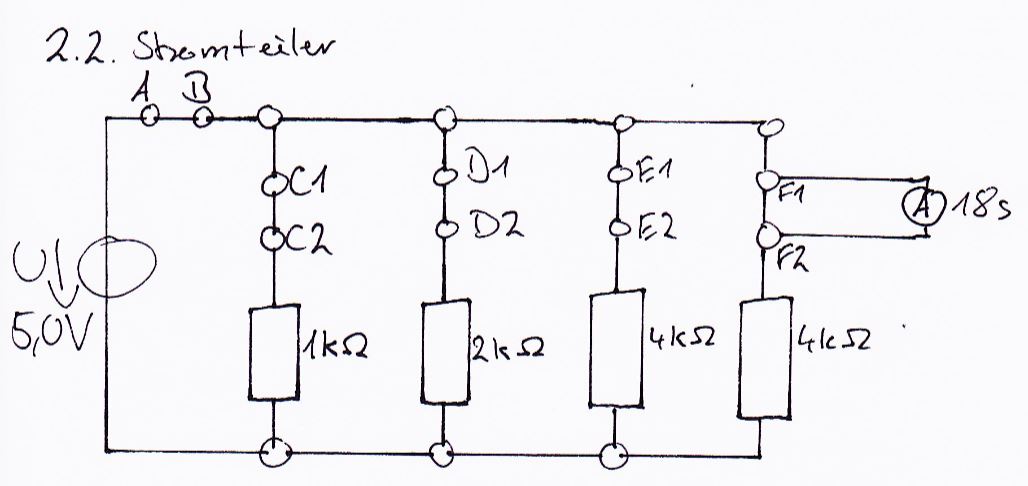 2.2. Stromteiler
A B
C1
D1
E1
F1
A 18s
C2
D2
E2
F2
U
5,0V
1kΩ
2kΩ
4kΩ
4kΩ